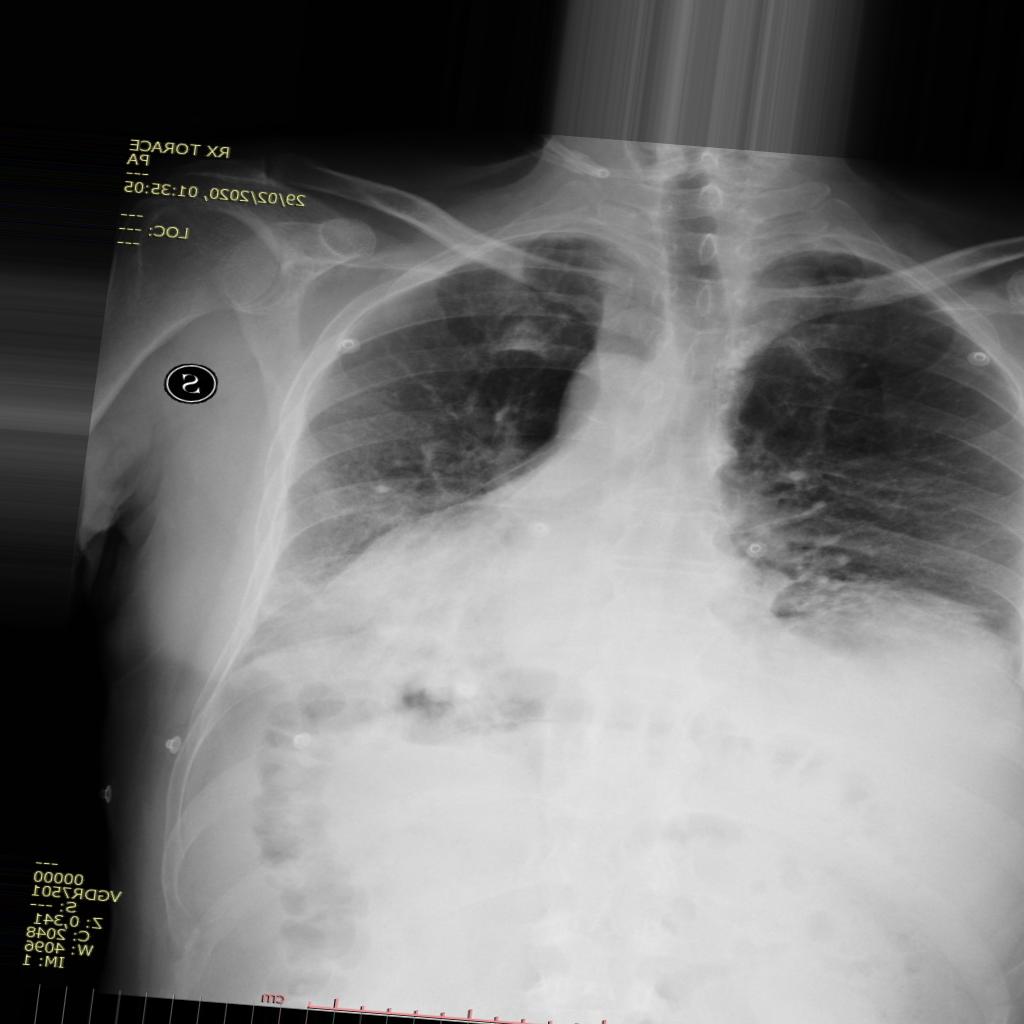 RX TORACE
PA
---
29/02/2020, 01:35:05
---
LOC: ---
---
S
---
00000
VGDR7501
S: ---
Z: 0,341
C: 2048
W: 4096
IM: 1
cm